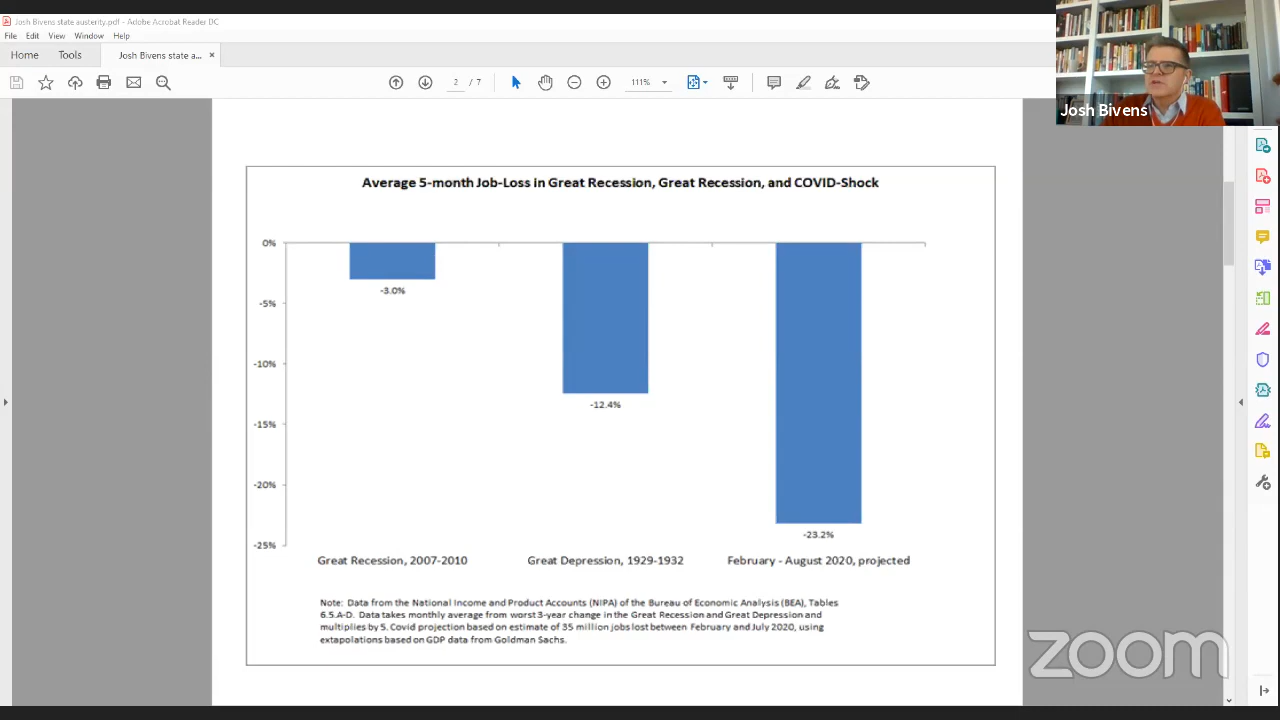 Josh Bivens state austerity.pdf - Adobe Acrobat Reader DC
File Edit View Window Help
Home Tools Josh Bivens state a... ×
2 / 7 111%
Josh Bivens
Average 5-month Job-Loss in Great Recession, Great Recession, and COVID-Shock
0%
-5%
-10%
-15%
-20%
-25%
-3.0%
-12.4%
-23.2%
Great Recession, 2007-2010 Great Depression, 1929-1932 February - August 2020, projected
Note: Data from the National Income and Product Accounts (NIPA) of the Bureau of Economic Analysis (BEA), Tables
6.5.A-D. Data takes monthly average from worst 3-year change in the Great Recession and Great Depression and
multiplies by 5. Covid projection based on estimate of 35 million jobs lost between February and July 2020, using
extapolations based on GDP data from Goldman Sachs.
zoom